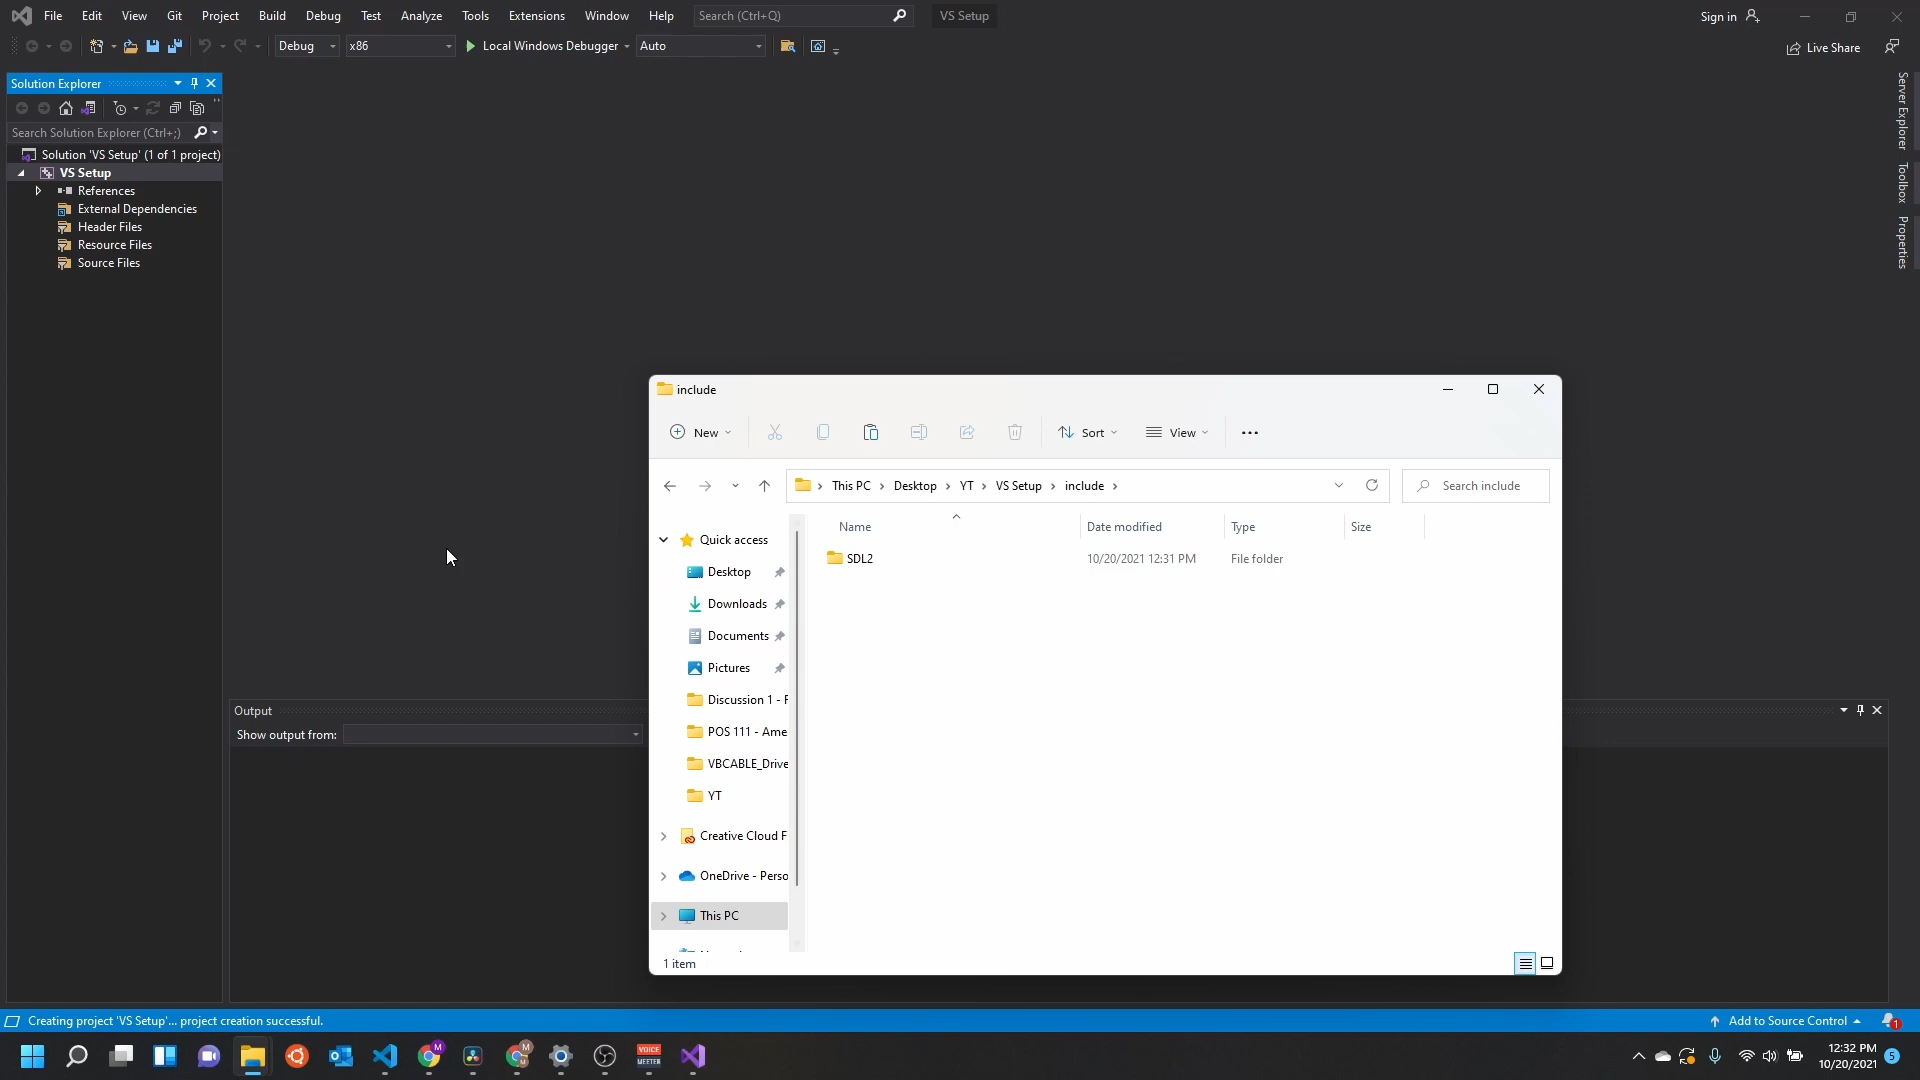 File Edit View Git Project Build Debug Test Analyze Tools Extensions Window Help Search (Ctrl+Q) VS Setup Sign in
Debug x86 Local Windows Debugger Auto Live Share
Solution Explorer
Search Solution Explorer (Ctrl+;)
Solution 'VS Setup' (1 of 1 project)
VS Setup
References
External Dependencies
Header Files
Resource Files
Source Files
Server Explorer
Toolbox
Properties
include
New Sort View
This PC Desktop YT VS Setup include Search include
Name Date modified Type Size
SDL2 10/20/2021 12:31 PM File folder
Quick access
Desktop
Downloads
Documents
Pictures
Discussion 1 - F
POS 111 - Ame
VBCABLE_Drive
YT
Creative Cloud F
OneDrive - Perso
This PC
1 item
Output
Show output from:
Creating project 'VS Setup'... project creation successful. Add to Source Control 1
M M VOICE MEETER
12:32 PM
10/20/2021 5